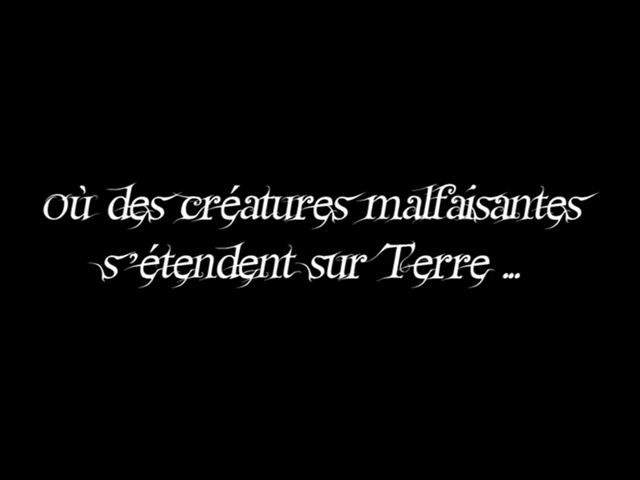 où des créatures malfaisantes
s'étendent sur Terre ...